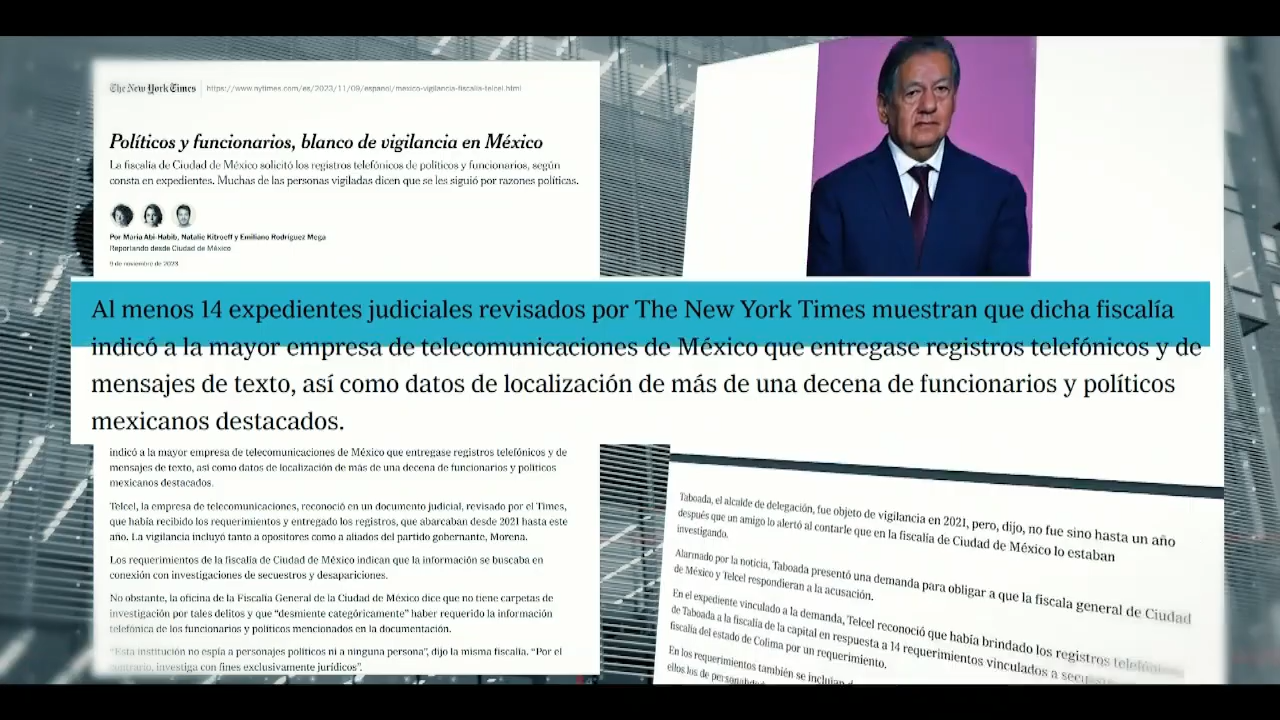 The New York Times
https://www.nytimes.com/es/2023/11/09/espanol/mexico-vigilancia-fiscalia-telcel.html
Políticos y funcionarios, blanco de vigilancia en México
La fiscalía de Ciudad de México solicitó los registros telefónicos de políticos y funcionarios, según
consta en expedientes. Muchas de las personas vigiladas dicen que se les siguió por razones políticas.
Por Maria Abi-Habib, Natalie Kitroeff y Emiliano Rodríguez Mega
Reportando desde Ciudad de México
9 de noviembre de 2023
Al menos 14 expedientes judiciales revisados por The New York Times muestran que dicha fiscalía
indicó a la mayor empresa de telecomunicaciones de México que entregase registros telefónicos y de
mensajes de texto, así como datos de localización de más de una decena de funcionarios y políticos
mexicanos destacados.
indicó a la mayor empresa de telecomunicaciones de México que entregase registros telefónicos y de
mensajes de texto, así como datos de localización de más de una decena de funcionarios y políticos
mexicanos destacados.
Telcel, la empresa de telecomunicaciones, reconoció en un documento judicial, revisado por el Times,
que había recibido los requerimientos y entregado los registros, que abarcaban desde 2021 hasta este
año. La vigilancia incluyó tanto a opositores como a aliados del partido gobernante, Morena.
Los requerimientos de la fiscalía de Ciudad de México indican que la información se buscaba en
conexión con investigaciones de secuestros y desapariciones.
No obstante, la oficina de la Fiscalía General de la Ciudad de México dice que no tiene carpetas de
investigación por tales delitos y que “desmiente categóricamente” haber requerido la información
telefónica de los funcionarios y políticos mencionados en la documentación.
“Esta institución no espía a personajes políticos ni a ninguna persona”, dijo la misma fiscalía. “Por el
contrario, investiga con fines exclusivamente jurídicos”.
Taboada, el alcalde de delegación, fue objeto de vigilancia en 2021, pero, dijo, no fue sino hasta un año
después que un amigo lo alertó al contarle que en la fiscalía de Ciudad de México lo estaban
investigando.
Alarmado por la noticia, Taboada presentó una demanda para obligar a que la fiscala general de Ciudad
de México y Telcel respondieran a la acusación.
En el expediente vinculado a la demanda, Telcel reconoció que había brindado los registros telefónicos
de Taboada a la fiscalía de la capital en respuesta a 14 requerimientos vinculados a
fiscalía del estado de Colima por un requerimiento.
En los requerimientos también se incluían
ellos los de